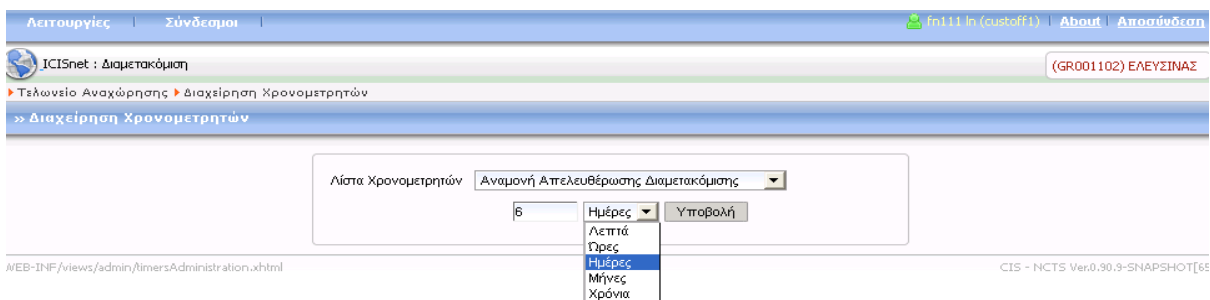 Λειτουργίες | Σύνδεσμοι | fn111 ln (custoff1) | About | Αποσύνδεση
ICISnet : Διαμετακόμιση (GR001102) ΕΛΕΥΣΙΝΑΣ
Τελωνείο Αναχώρησης Διαχείρηση Χρονομετρητών
» Διαχείρηση Χρονομετρητών
Λίστα Χρονομετρητών Αναμονή Απελευθέρωσης Διαμετακόμισης
6 Ημέρες Υποβολή
Λεπτά
Ώρες
Ημέρες
Μήνες
Χρόνια
WEB-INF/views/admin/timersAdministration.xhtml CIS - NCTS Ver.0.90.9-SNAPSHOT[65